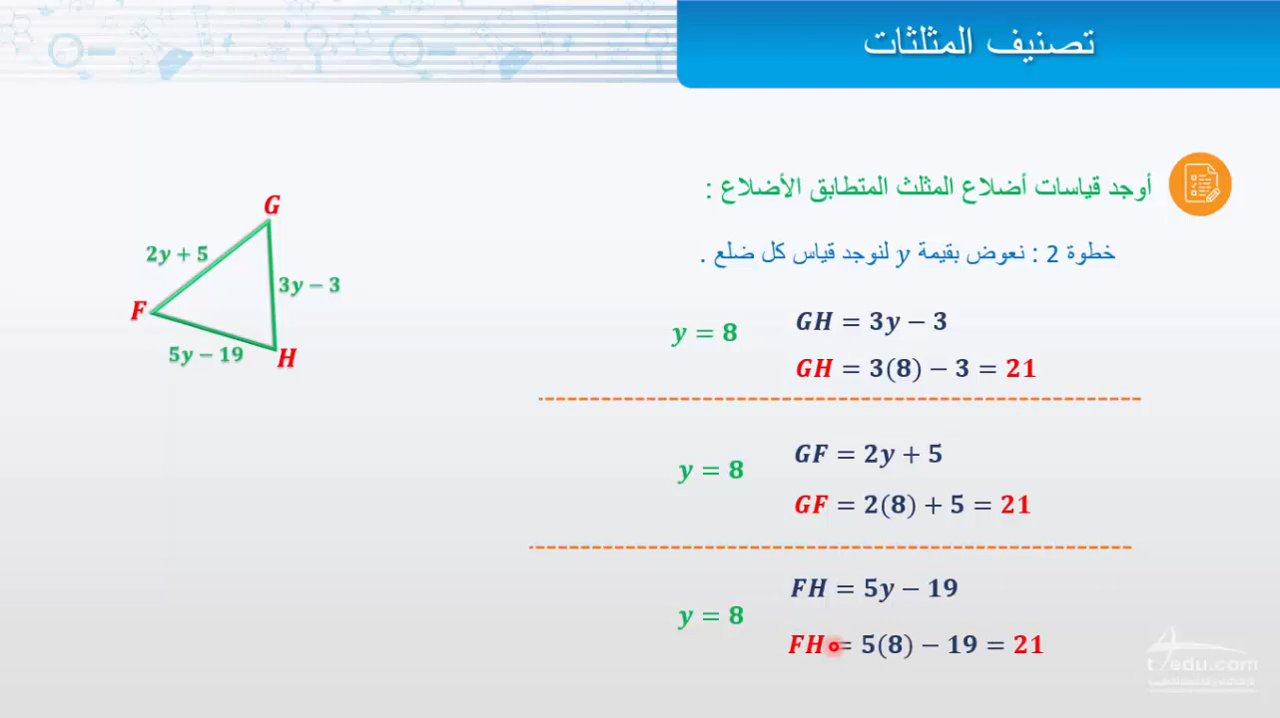 تصنيف المثلثات
أوجد قياسات أضلاع المثلث المتطابق الأضلاع :
خطوة 2 : نعوض بقيمة y لنوجد قياس كل ضلع .
G
2y + 5
3y − 3
F
5y − 19
H
GH = 3y − 3
y = 8
GH = 3(8) − 3 = 21
GF = 2y + 5
y = 8
GF = 2(8) + 5 = 21
FH = 5y − 19
y = 8
FH = 5(8) − 19 = 21
t4edu.com